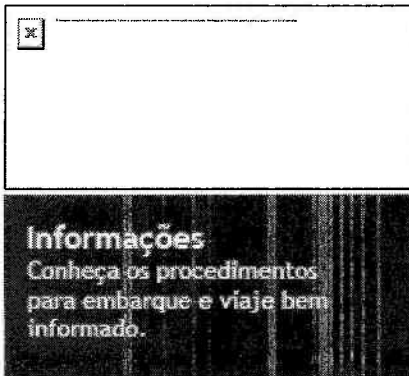 Informações
Conheça os procedimentos
para embarque e viaje bem
informado.